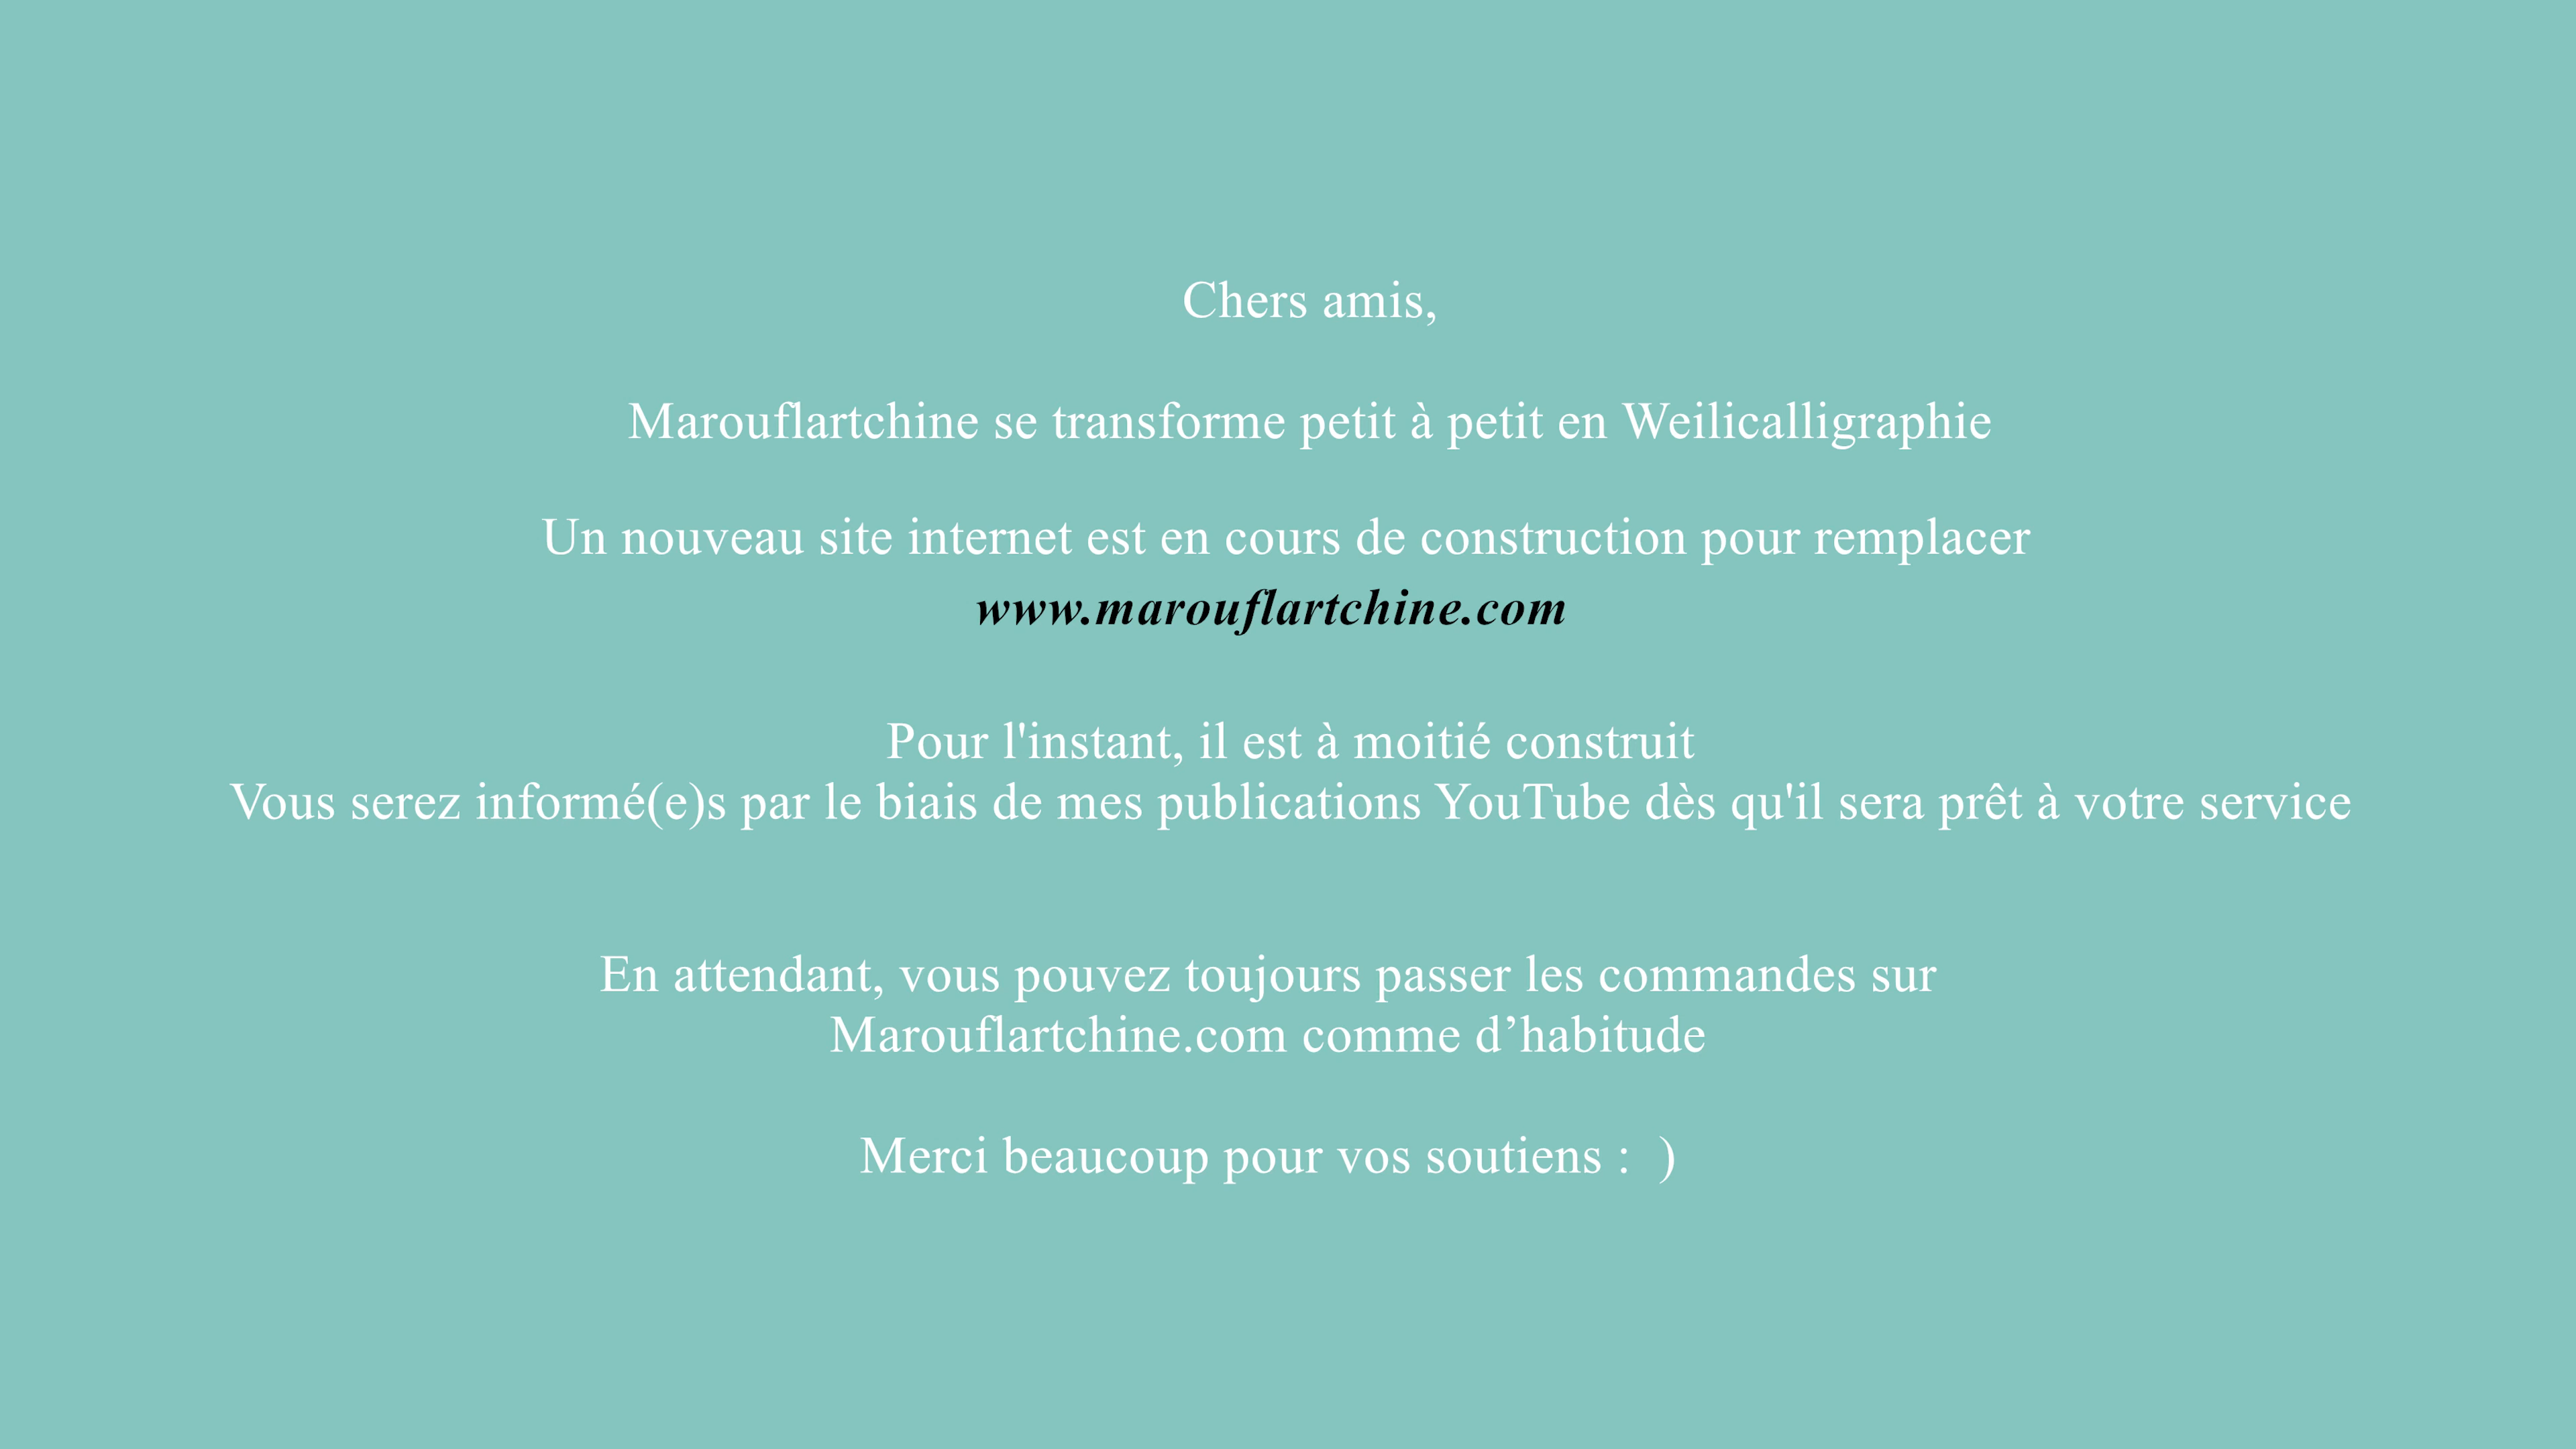 Chers amis,
Marouflartchine se transforme petit à petit en Weilicalligraphie
Un nouveau site internet est en cours de construction pour remplacer
www.marouflartchine.com
Pour l'instant, il est à moitié construit
Vous serez informé(e)s par le biais de mes publications YouTube dès qu'il sera prêt à votre service
En attendant, vous pouvez toujours passer les commandes sur
Marouflartchine.com comme d’habitude
Merci beaucoup pour vos soutiens :  )